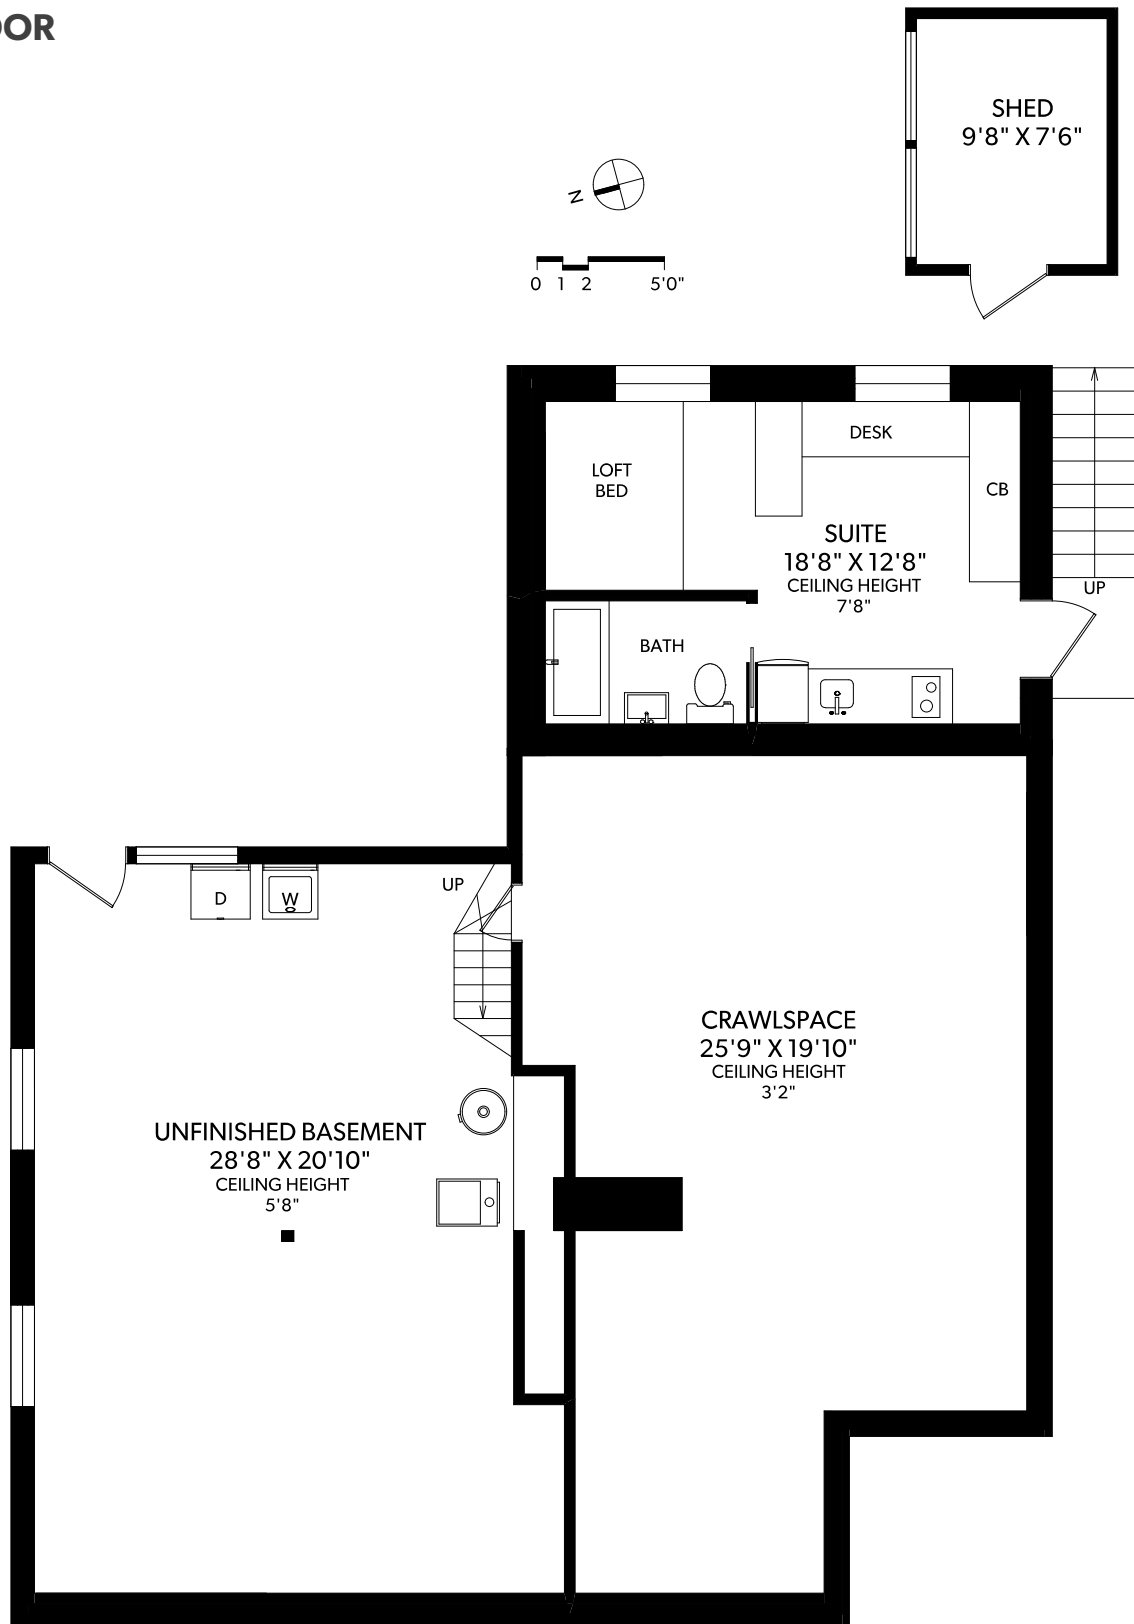 SHED
9'8" X 7'6"
N
0 1 2 5'0"
LOFT
BED
DESK
CB
SUITE
18'8" X 12'8"
CEILING HEIGHT
7'8"
UP
BATH
D
W
UP
CRAWLSPACE
25'9" X 19'10"
CEILING HEIGHT
3'2"
UNFINISHED BASEMENT
28'8" X 20'10"
CEILING HEIGHT
5'8"